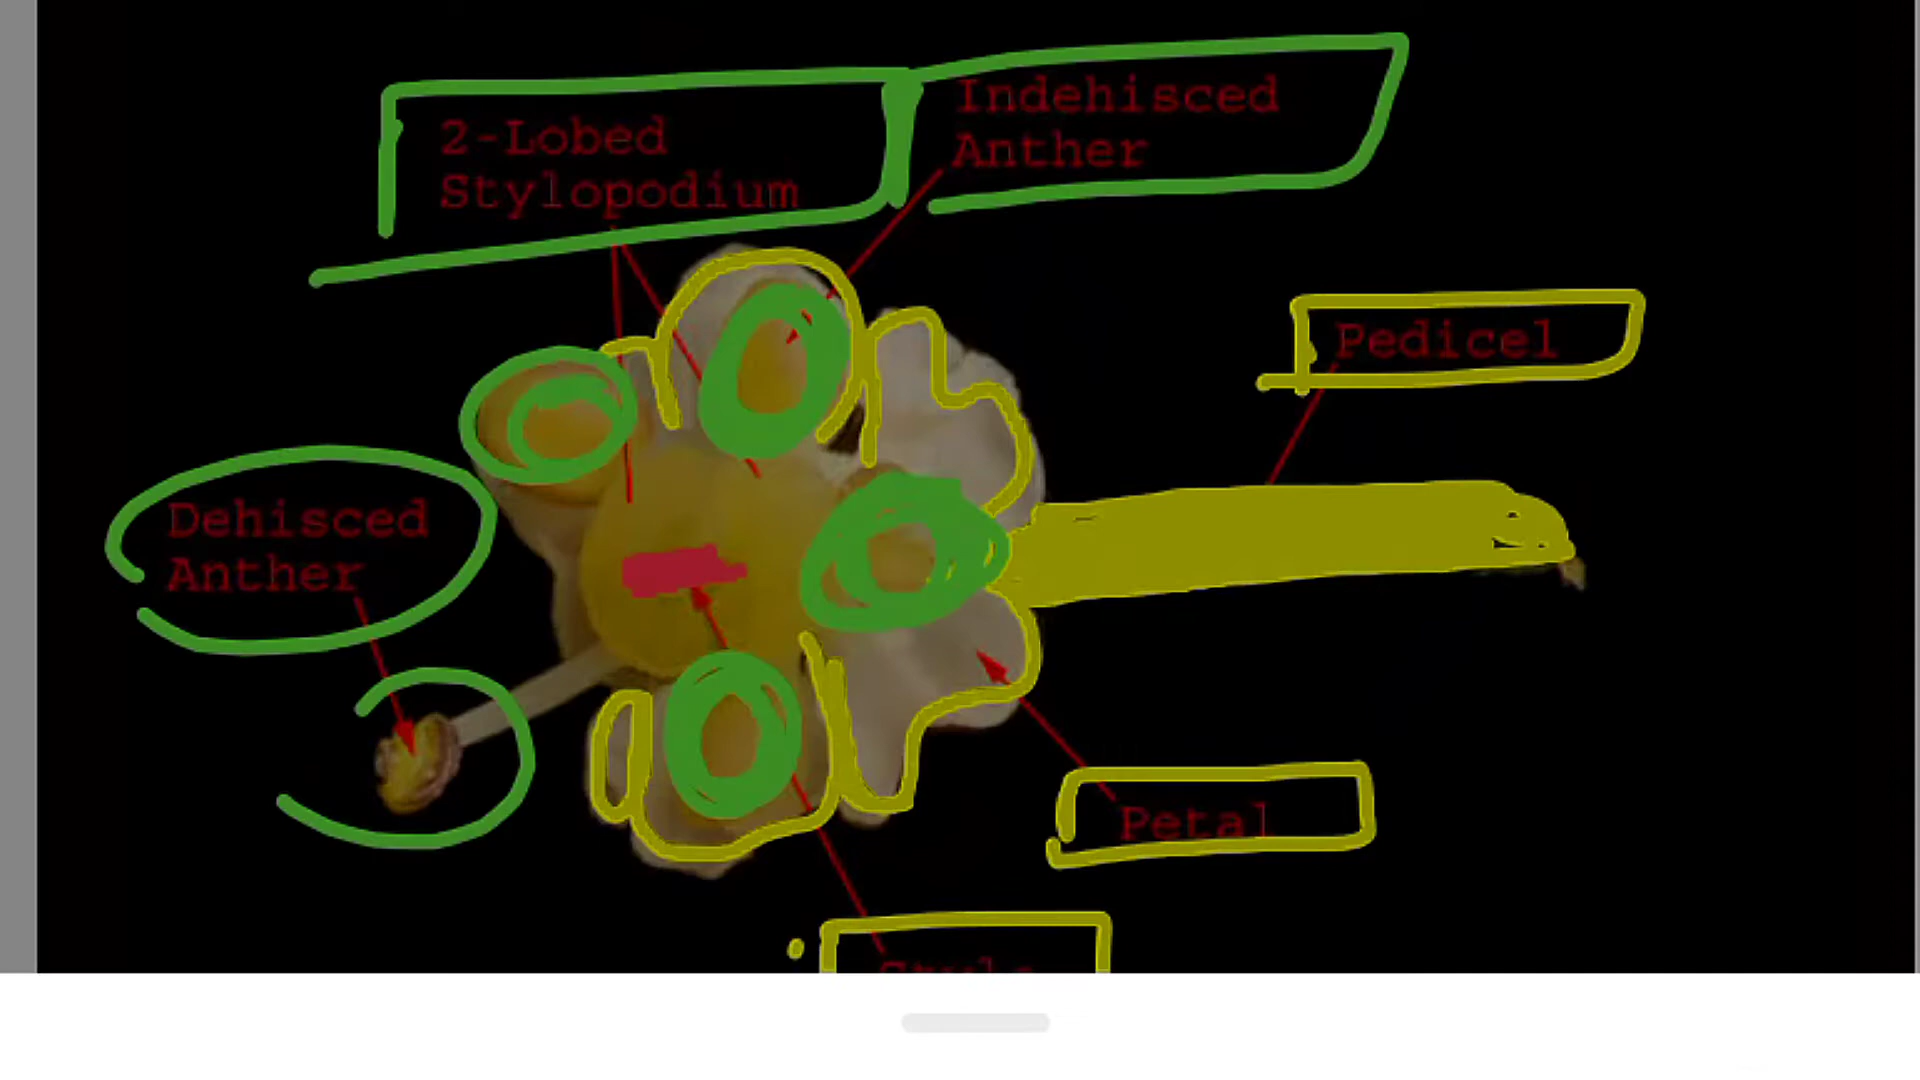 Indehisced
Anther
2-Lobed
Stylopodium
Pedicel
Dehisced
Anther
Petal